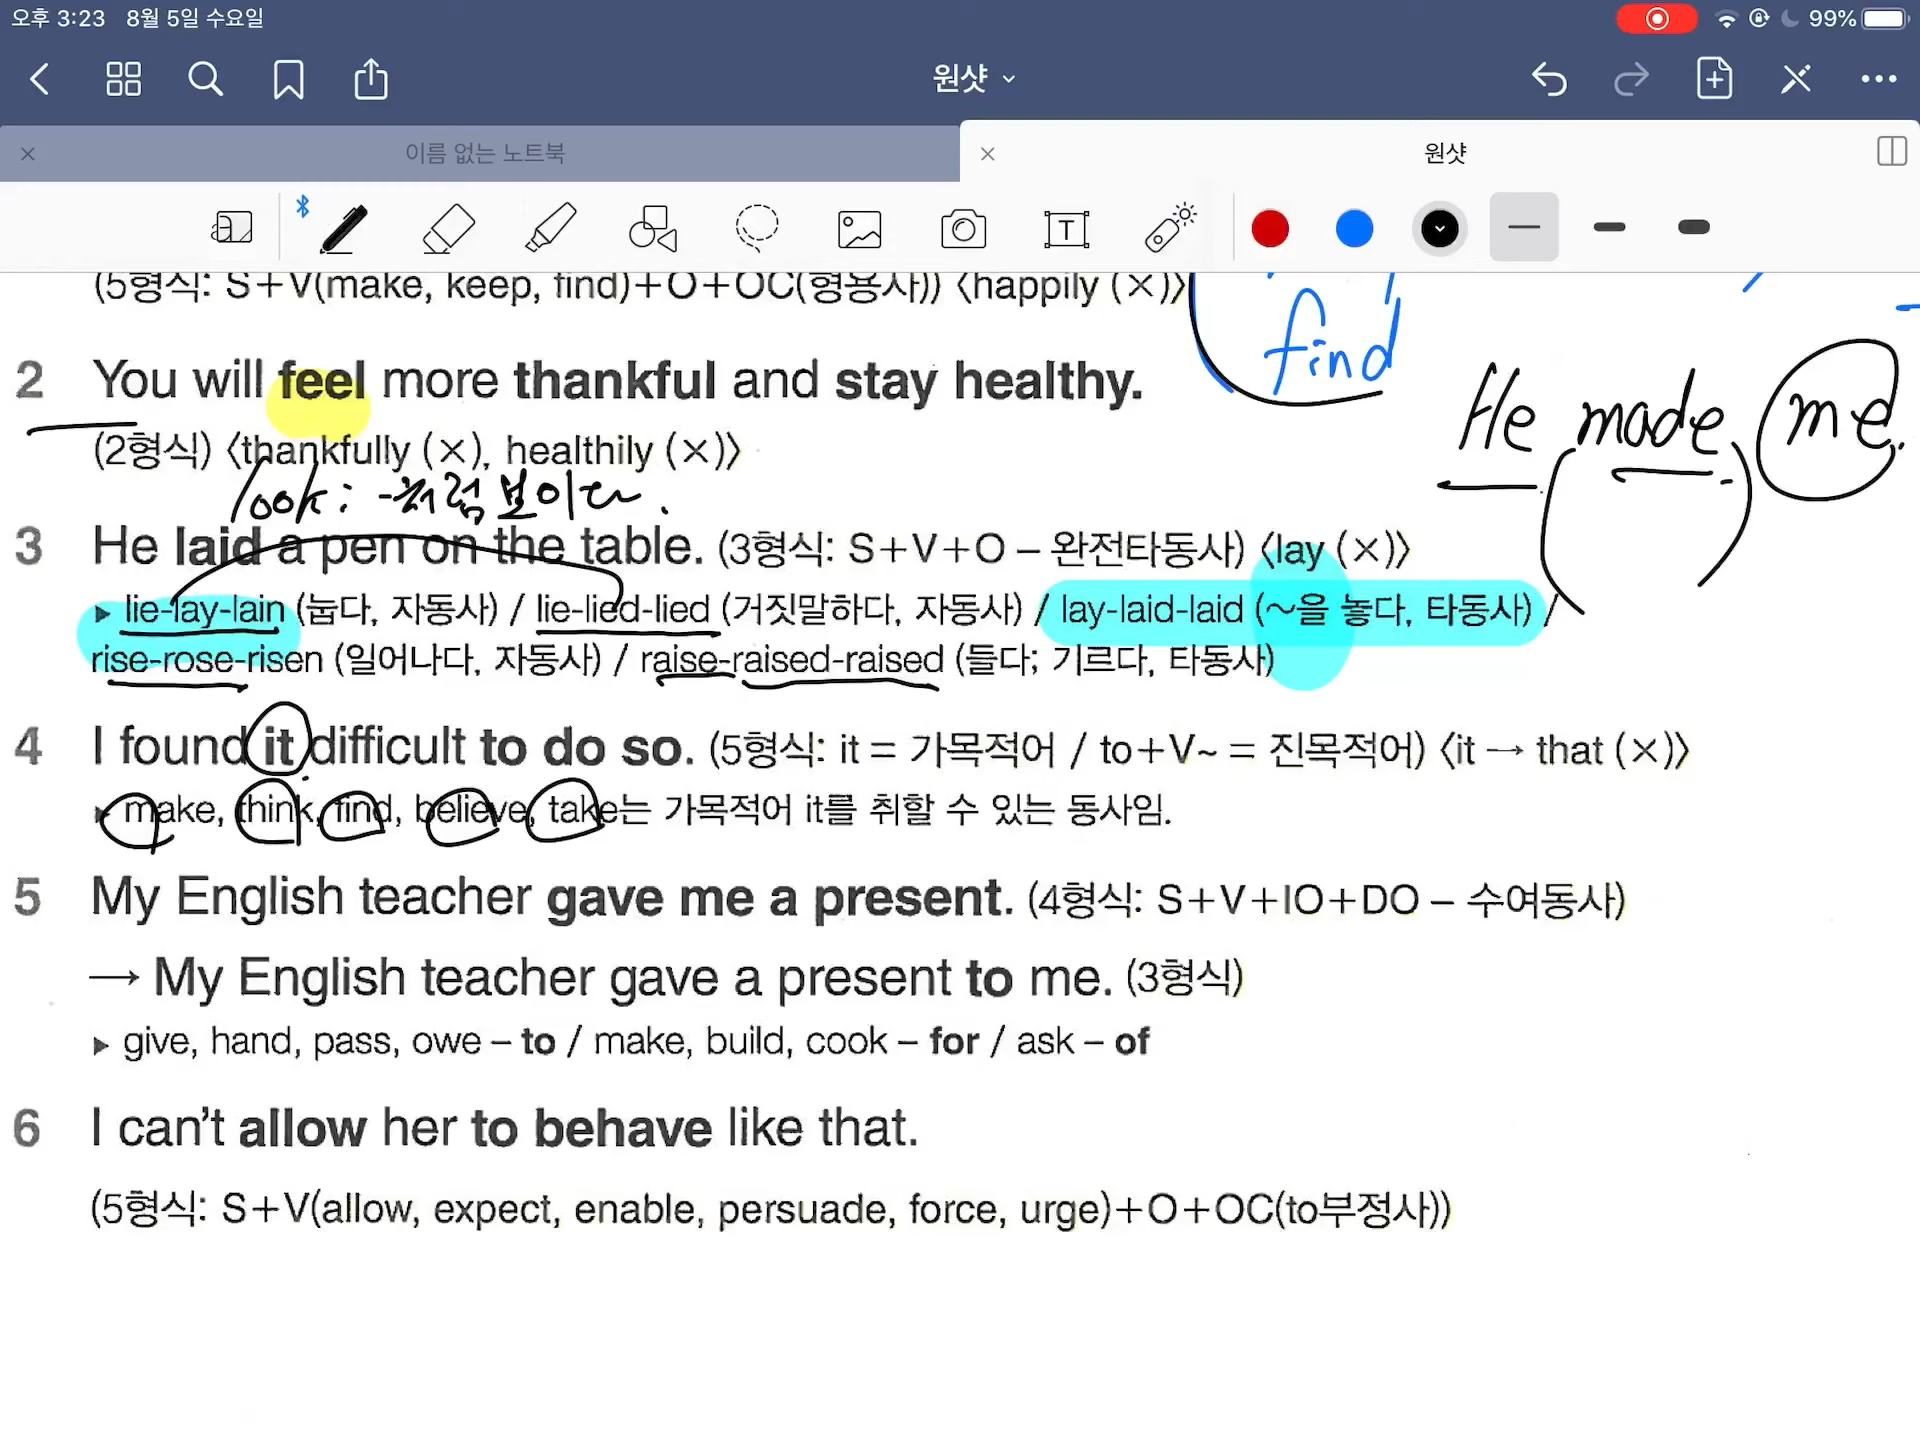 오후 3:23 8월 5일 수요일
99%
원샷
이름 없는 노트북
원샷
(5형식: S+V(make, keep, find)+O+OC(형용사)) 〈happily (×)〉
find
2 You will feel more thankful and stay healthy.
He made me.
(2형식) 〈thankfully (×), healthily (×)〉
look: -처럼 보이다.
3 He laid a pen on the table. (3형식: S+V+O – 완전타동사) 〈lay (×)〉
▸ lie-lay-lain (눕다, 자동사) / lie-lied-lied (거짓말하다, 자동사) / lay-laid-laid (~을 놓다, 타동사) /
rise-rose-risen (일어나다, 자동사) / raise-raised-raised (들다; 기르다, 타동사)
4 I found it difficult to do so. (5형식: it = 가목적어 / to+V~ = 진목적어) 〈it → that (×)〉
▸ make, think, find, believe, take는 가목적어 it를 취할 수 있는 동사임.
5 My English teacher gave me a present. (4형식: S+V+IO+DO – 수여동사)
→ My English teacher gave a present to me. (3형식)
▸ give, hand, pass, owe – to / make, build, cook – for / ask – of
6 I can't allow her to behave like that.
(5형식: S+V(allow, expect, enable, persuade, force, urge)+O+OC(to부정사))